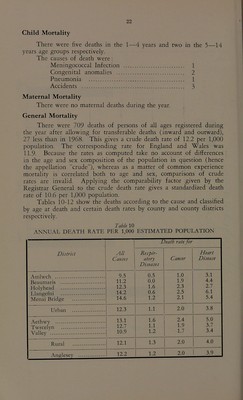 22
Child Mortality
There were five deaths in the 1—4 years and two in the 5—14
years age groups respectively.
The causes of death were:
Meningococcal Infection 1
Congenital anomalies 2
Pneumonia 1
Accidents 3
Maternal Mortality
There were no maternal deaths during the year.
General Mortality
There were 709 deaths of persons of all ages registered during
the year after allowing for transferable deaths (inward and outward),
27 less than in 1968. This gives a crude death rate of 12.2 per 1,000
population. The corresponding rate for England and Wales was
11.9. Because the rates as computed take no account of differences
in the age and sex composition of the population in question (hence
the appellation 'crude'), whereas as a matter of common experience
mortality is correlated both to age and sex, comparisons of crude
rates are invalid. Applying the comparability factor given by the
Registrar General to the crude death rate gives a standardised death
rate of 10.6 per 1,000 population.
Tables 10-12 show the deaths according to the cause and classified
by age at death and certain death rates by county and county districts
respectively.
Table 10
ANNUAL DEATH RATE PER 1,000 ESTIMATED POPULATION
Death rate for
District All Causes Respiratory Diseases Cancer Heart Disease
Amlwch 9.3 0.5 1.0 3.1
Beaumaris 11.2 0.0 1.9 4.4
Holyhead 12.3 1.6 2.3 2.7
Llangefni 14.2 0.6 2.5 6.1
Menai Bridge 14.6 1.2 2.1 5.4
Urban 12.3 1.1 2.0 3.8
Aethwy 13.1 1.6 2.4 5.0
Twrcelyn 12.7 1.1 1.9 3.7
Valley 10.9 1.2 1.7 3.4
Rural 12.1 1.3 2.0 4.0
Anglesey 12.2 1.2 2.0 3.9